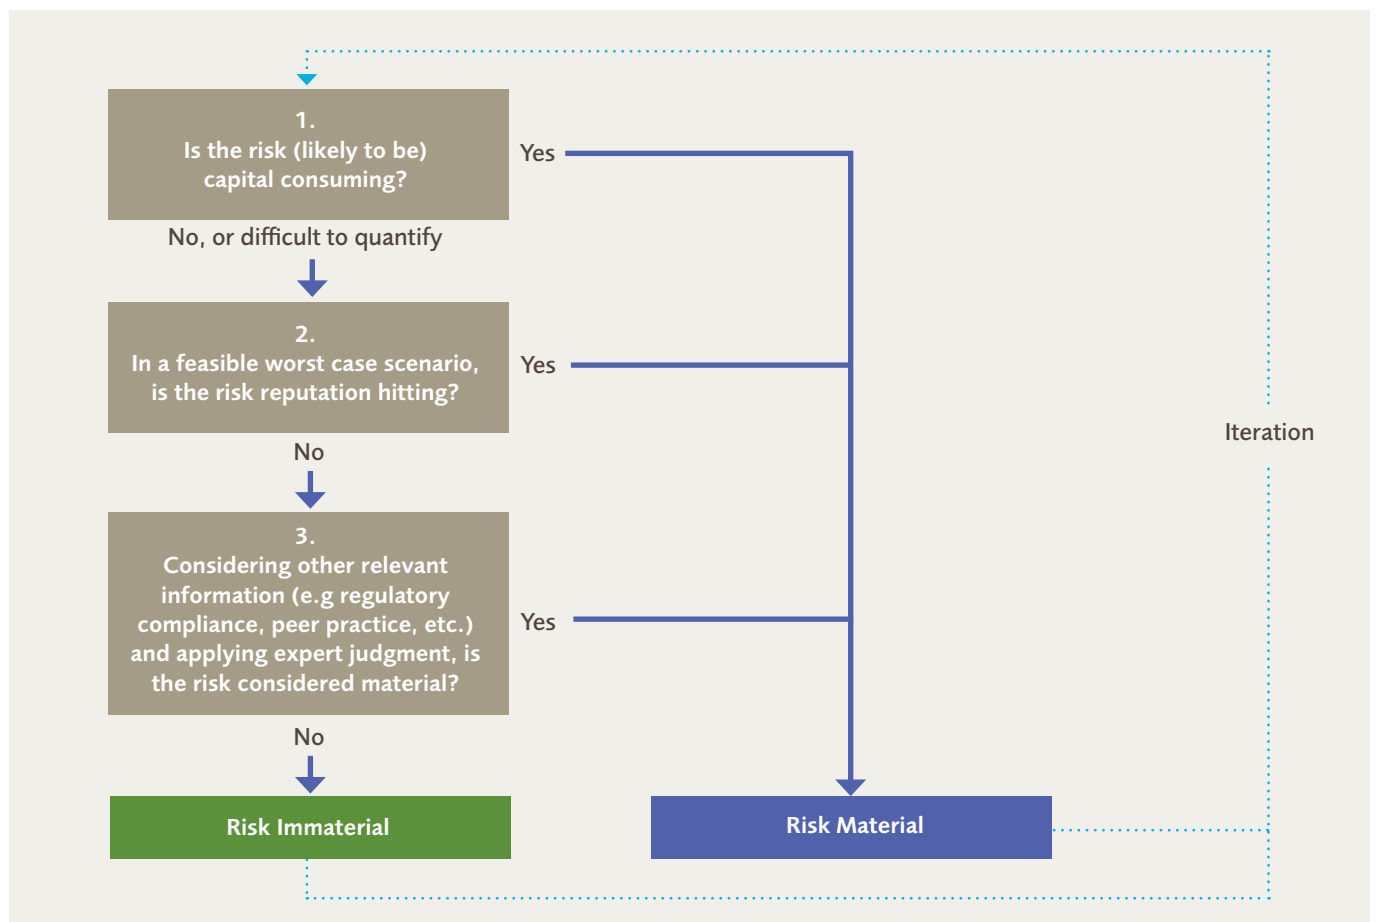 1.
Is the risk (likely to be)
capital consuming?
Yes
No, or difficult to quantify
2.
In a feasible worst case scenario,
is the risk reputation hitting?
Yes
Iteration
No
3.
Considering other relevant
information (e.g regulatory
compliance, peer practice, etc.)
and applying expert judgment, is
the risk considered material?
Yes
No
Risk Immaterial
Risk Material